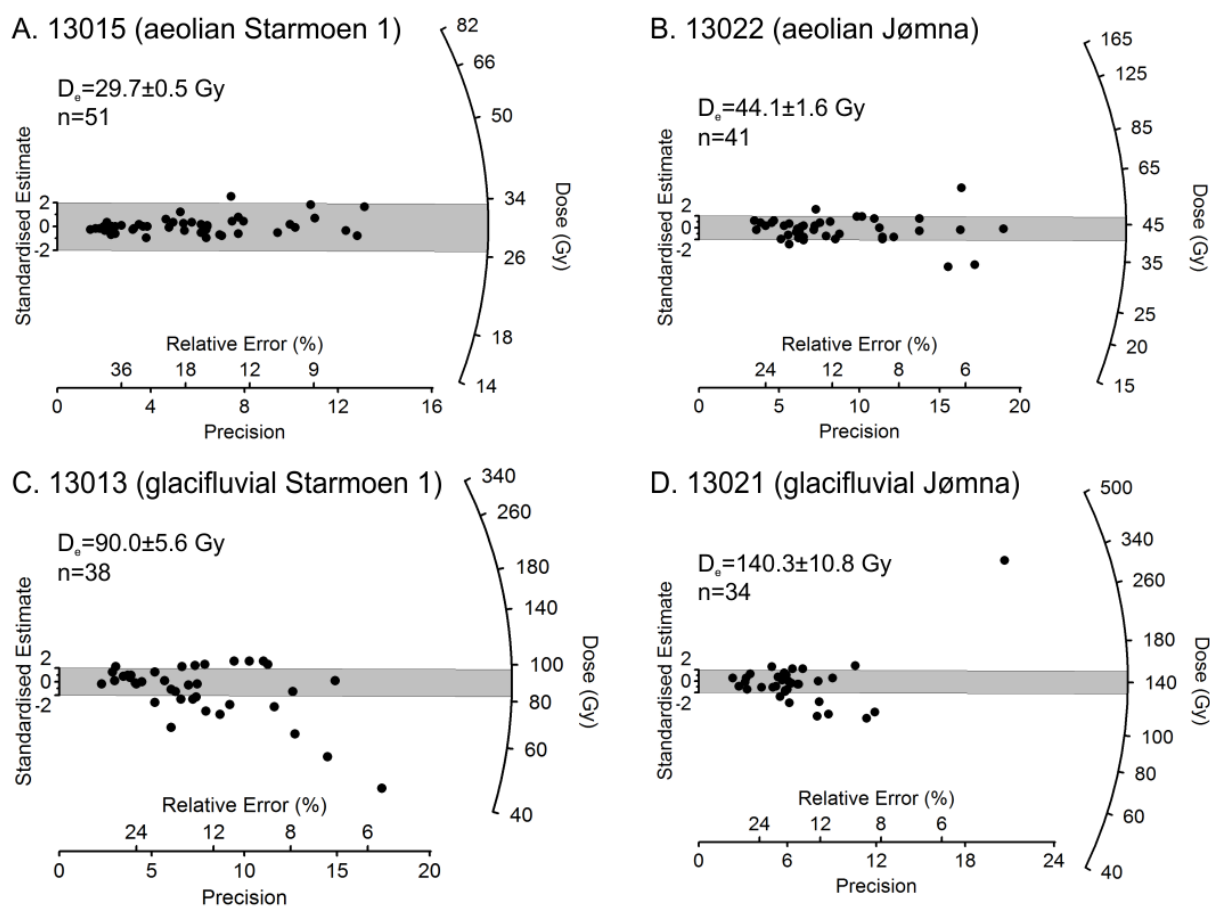 A. 13015 (aeolian Starmoen 1)
Dₑ=29.7±0.5 Gy
n=51
Standardised Estimate
2
0
-2
82
66
50
34
26
18
14
Dose (Gy)
Relative Error (%)
36 18 12 9
0 4 8 12 16
Precision
B. 13022 (aeolian Jømna)
Dₑ=44.1±1.6 Gy
n=41
Standardised Estimate
2
0
-2
165
125
85
65
45
35
25
20
15
Dose (Gy)
Relative Error (%)
24 12 8 6
0 5 10 15 20
Precision
C. 13013 (glacifluvial Starmoen 1)
Dₑ=90.0±5.6 Gy
n=38
Standardised Estimate
2
0
-2
340
260
180
140
100
80
60
40
Dose (Gy)
Relative Error (%)
24 12 8 6
0 5 10 15 20
Precision
D. 13021 (glacifluvial Jømna)
Dₑ=140.3±10.8 Gy
n=34
Standardised Estimate
2
0
-2
500
340
260
180
140
100
80
60
40
Dose (Gy)
Relative Error (%)
24 12 8 6
0 6 12 18 24
Precision